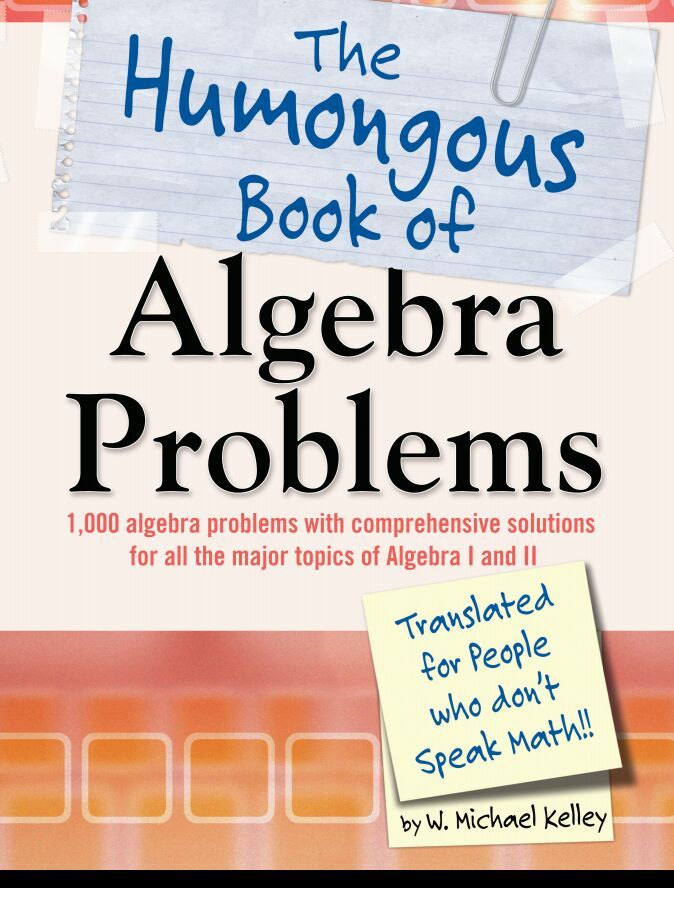 The
Humongous
Book of
Algebra
Problems
1,000 algebra problems with comprehensive solutions
for all the major topics of Algebra I and II
Translated
for People
who don't
Speak Math!!
by W. Michael Kelley